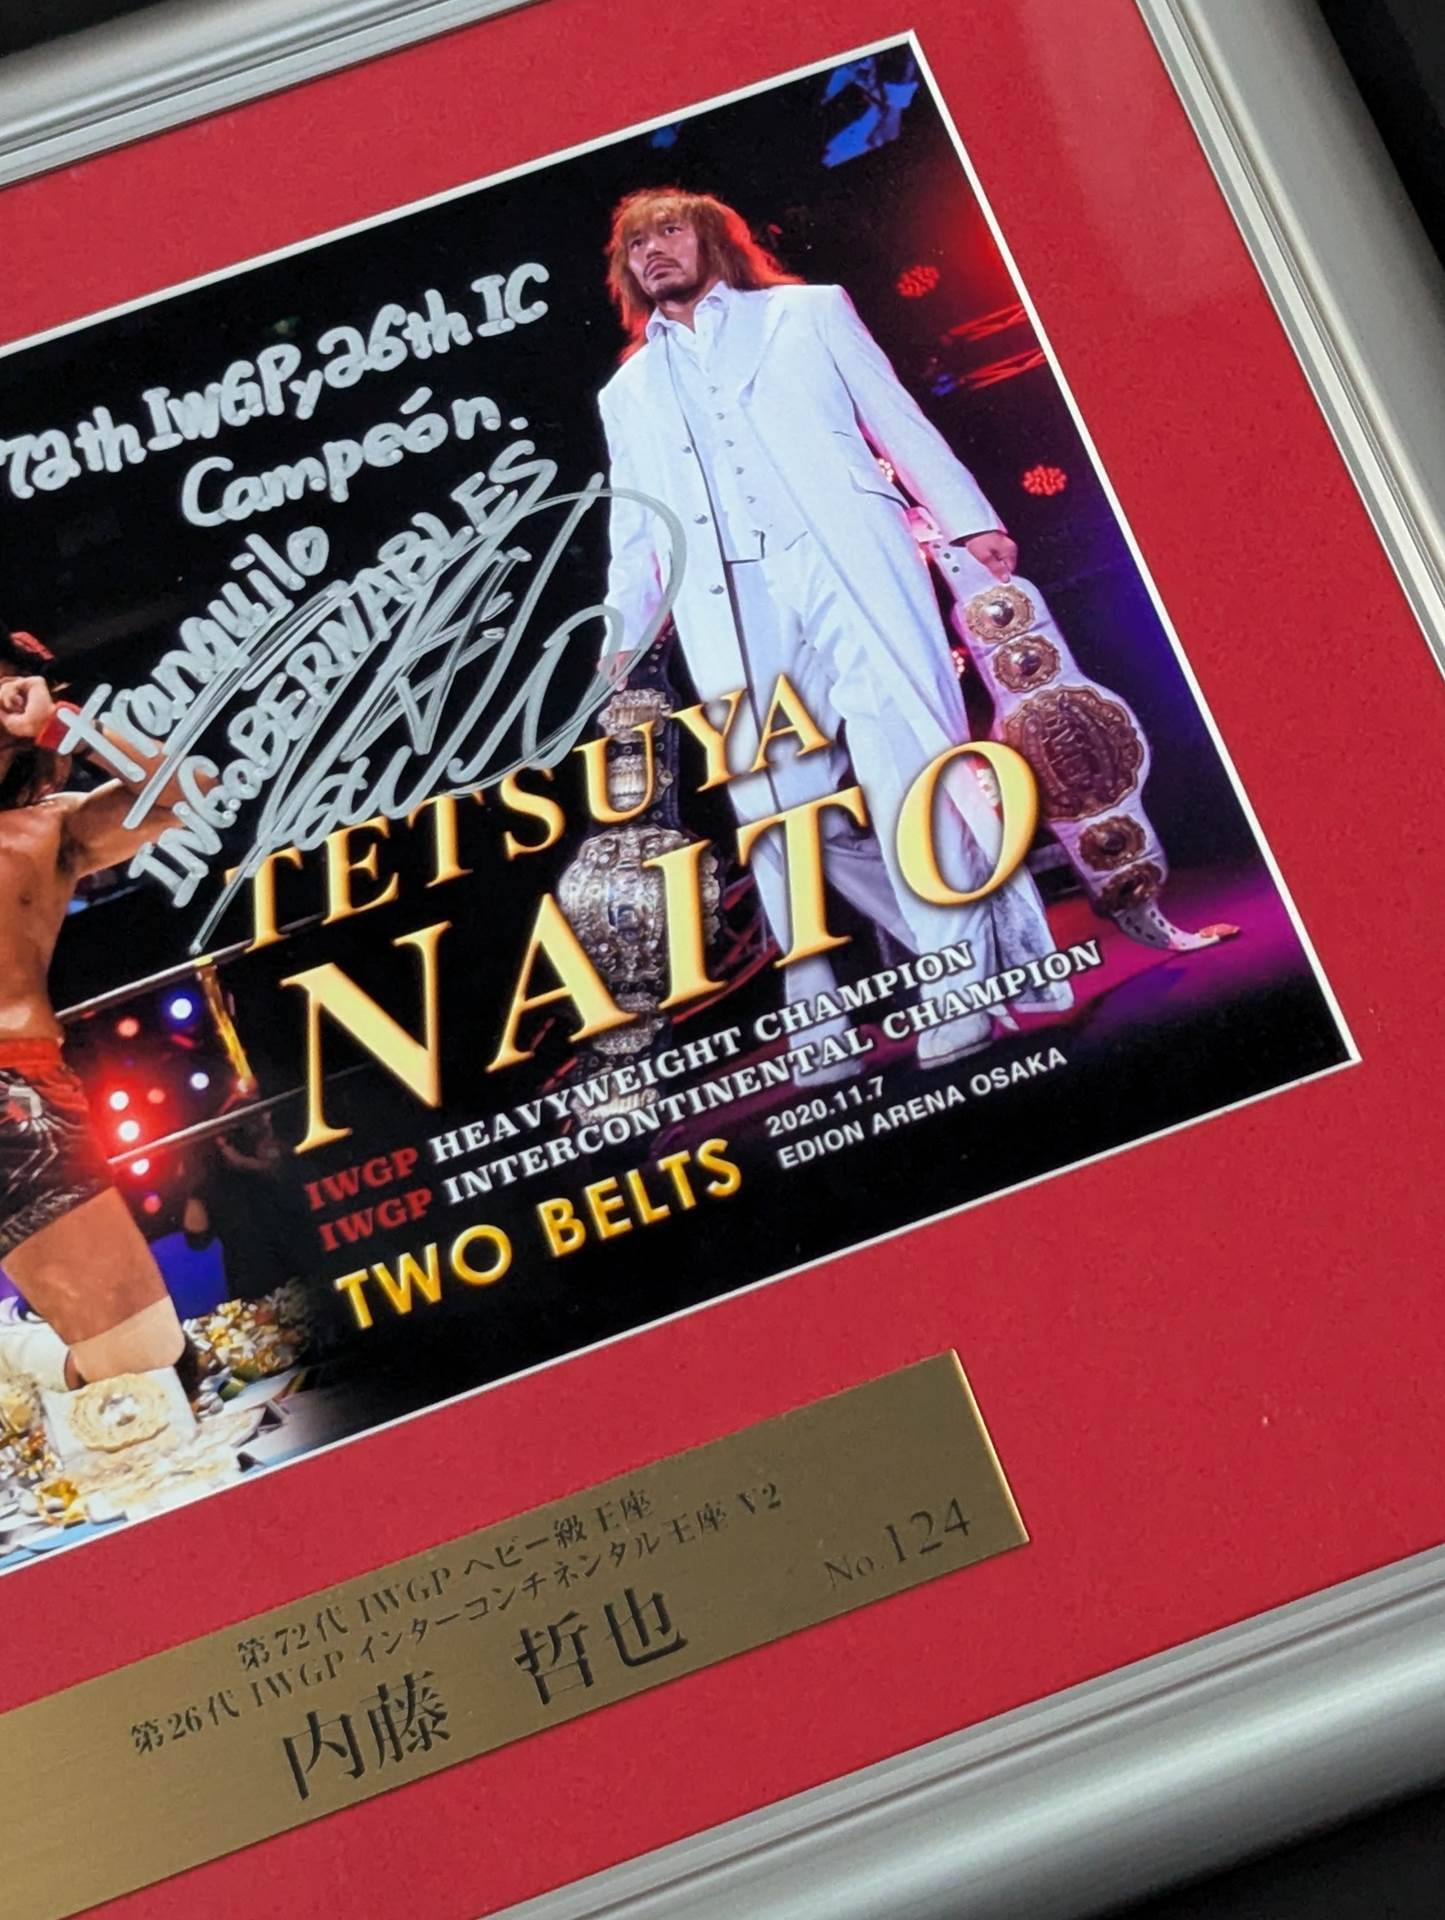 72th IWGP y 26th IC
Campeón.
Tranquilo
INGOBERNABLES
TETSUYA
NAITO
IWGP HEAVYWEIGHT CHAMPION
IWGP INTERCONTINENTAL CHAMPION
TWO BELTS
2020.11.7
EDION ARENA OSAKA
第72代 IWGP ヘビー級王座
第26代 IWGP インターコンチネンタル王座 V2
内藤 哲也
No.124